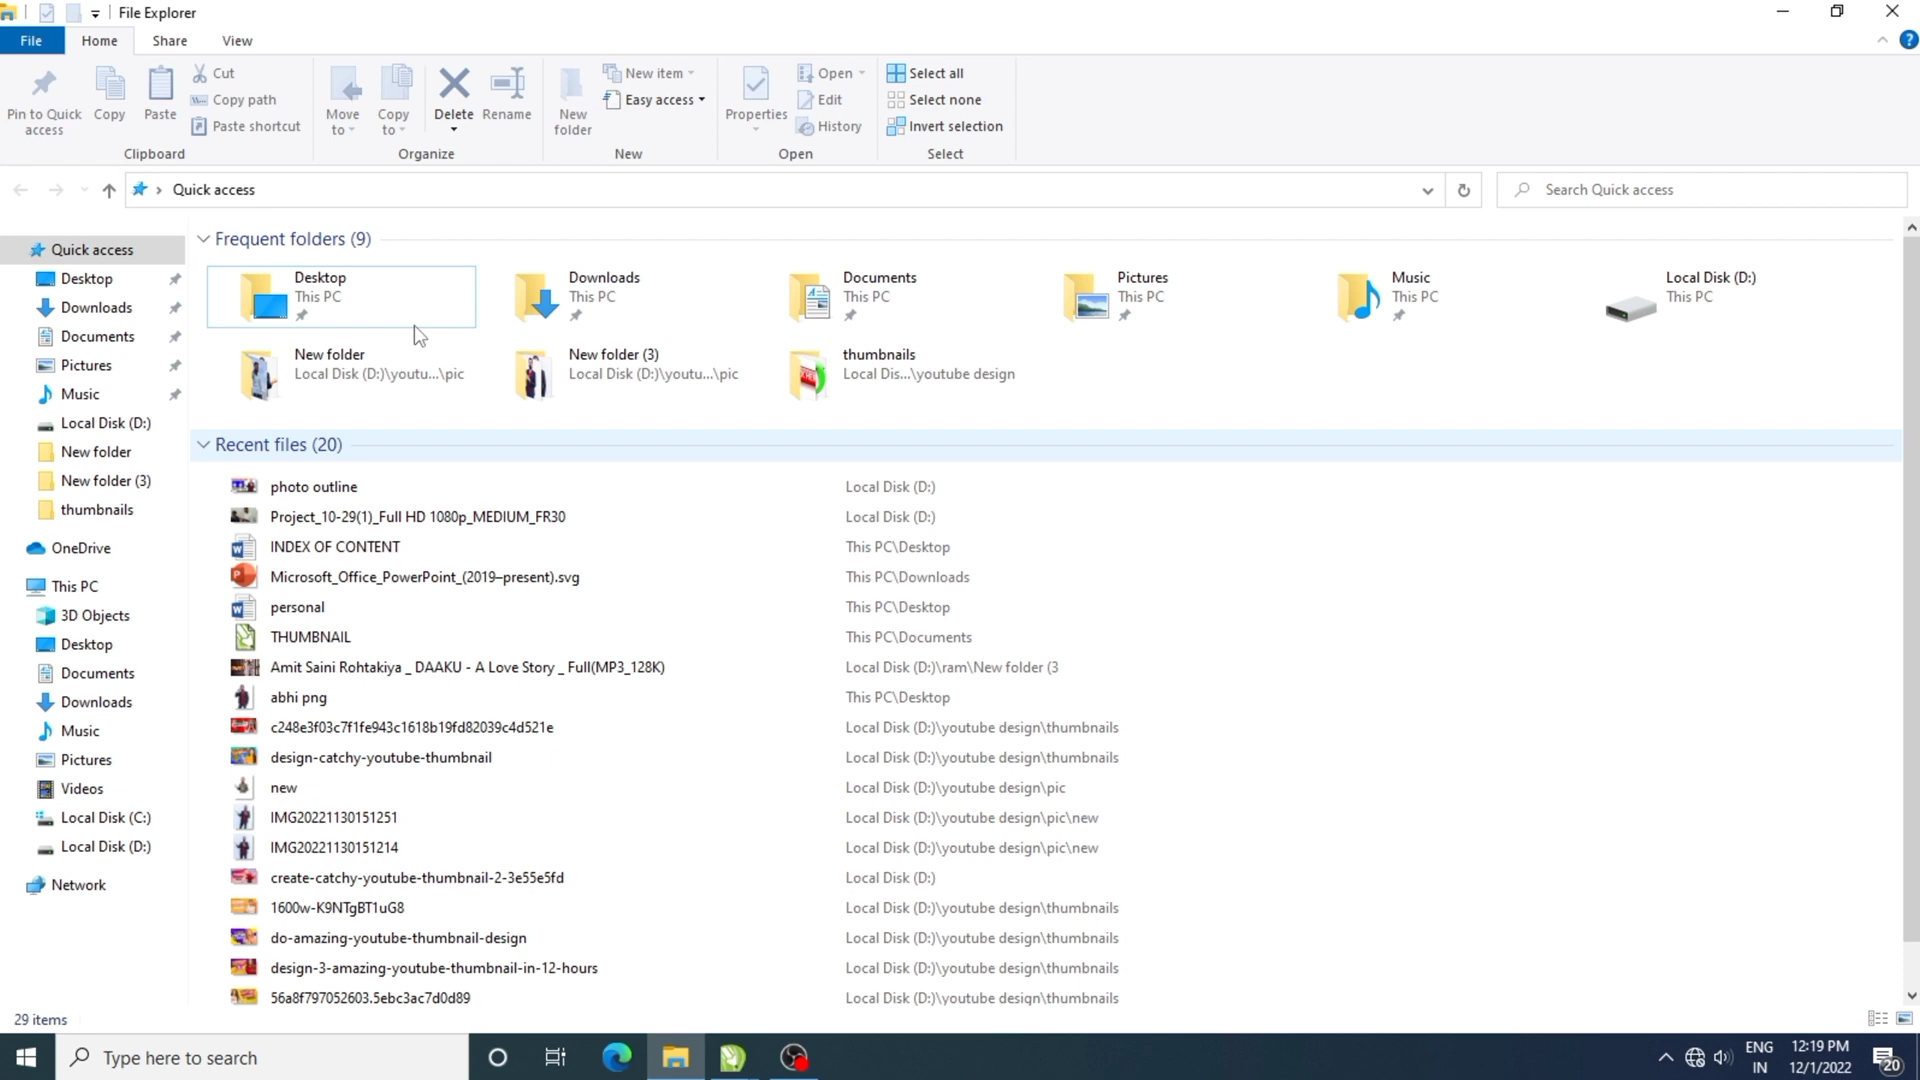 File Explorer
File Home Share View
Pin to Quick access
Copy
Paste
Cut
Copy path
Paste shortcut
Clipboard
Move to
Copy to
Delete
Rename
Organize
New folder
New item
Easy access
New
Properties
Open
Edit
History
Open
Select all
Select none
Invert selection
Select
Quick access
Search Quick access
Quick access
Desktop
Downloads
Documents
Pictures
Music
Local Disk (D:)
New folder
New folder (3)
thumbnails
OneDrive
This PC
3D Objects
Desktop
Documents
Downloads
Music
Pictures
Videos
Local Disk (C:)
Local Disk (D:)
Network
Frequent folders (9)
Desktop
This PC
Downloads
This PC
Documents
This PC
Pictures
This PC
Music
This PC
Local Disk (D:)
This PC
New folder
Local Disk (D:)\youtu...\pic
New folder (3)
Local Disk (D:)\youtu...\pic
thumbnails
Local Dis...\youtube design
Recent files (20)
photo outline Local Disk (D:)
Project_10-29(1)_Full HD 1080p_MEDIUM_FR30 Local Disk (D:)
INDEX OF CONTENT This PC\Desktop
Microsoft_Office_PowerPoint_(2019–present).svg This PC\Downloads
personal This PC\Desktop
THUMBNAIL This PC\Documents
Amit Saini Rohtakiya _ DAAKU - A Love Story _ Full(MP3_128K) Local Disk (D:)\ram\New folder (3
abhi png This PC\Desktop
c248e3f03c7f1fe943c1618b19fd82039c4d521e Local Disk (D:)\youtube design\thumbnails
design-catchy-youtube-thumbnail Local Disk (D:)\youtube design\thumbnails
new Local Disk (D:)\youtube design\pic
IMG20221130151251 Local Disk (D:)\youtube design\pic\new
IMG20221130151214 Local Disk (D:)\youtube design\pic\new
create-catchy-youtube-thumbnail-2-3e55e5fd Local Disk (D:)
1600w-K9NTgBT1uG8 Local Disk (D:)\youtube design\thumbnails
do-amazing-youtube-thumbnail-design Local Disk (D:)\youtube design\thumbnails
design-3-amazing-youtube-thumbnail-in-12-hours Local Disk (D:)\youtube design\thumbnails
56a8f797052603.5ebc3ac7d0d89 Local Disk (D:)\youtube design\thumbnails
29 items
Type here to search
ENG
IN
12:19 PM
12/1/2022
20